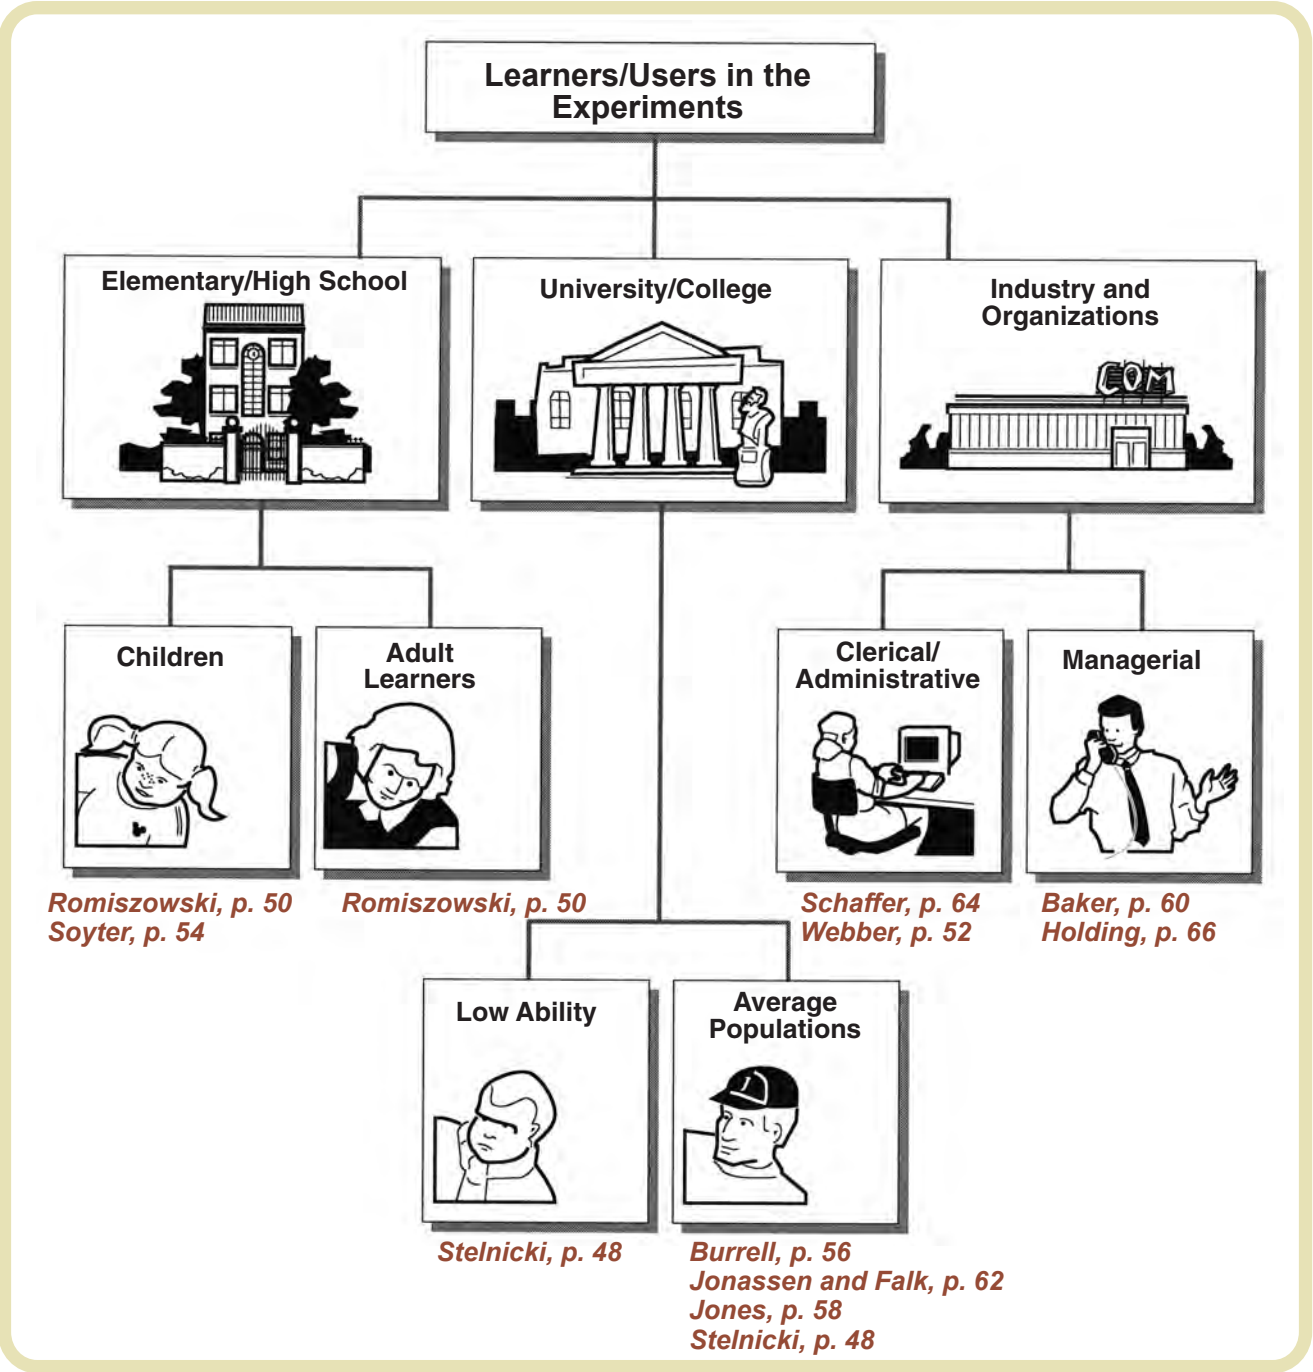 Learners/Users in the
Experiments
Elementary/High School
University/College
Industry and
Organizations
COM
Children
Adult
Learners
Clerical/
Administrative
Managerial
Romiszowski, p. 50
Soyter, p. 54
Romiszowski, p. 50
Schaffer, p. 64
Webber, p. 52
Baker, p. 60
Holding, p. 66
Low Ability
Average
Populations
J
Stelnicki, p. 48
Burrell, p. 56
Jonassen and Falk, p. 62
Jones, p. 58
Stelnicki, p. 48